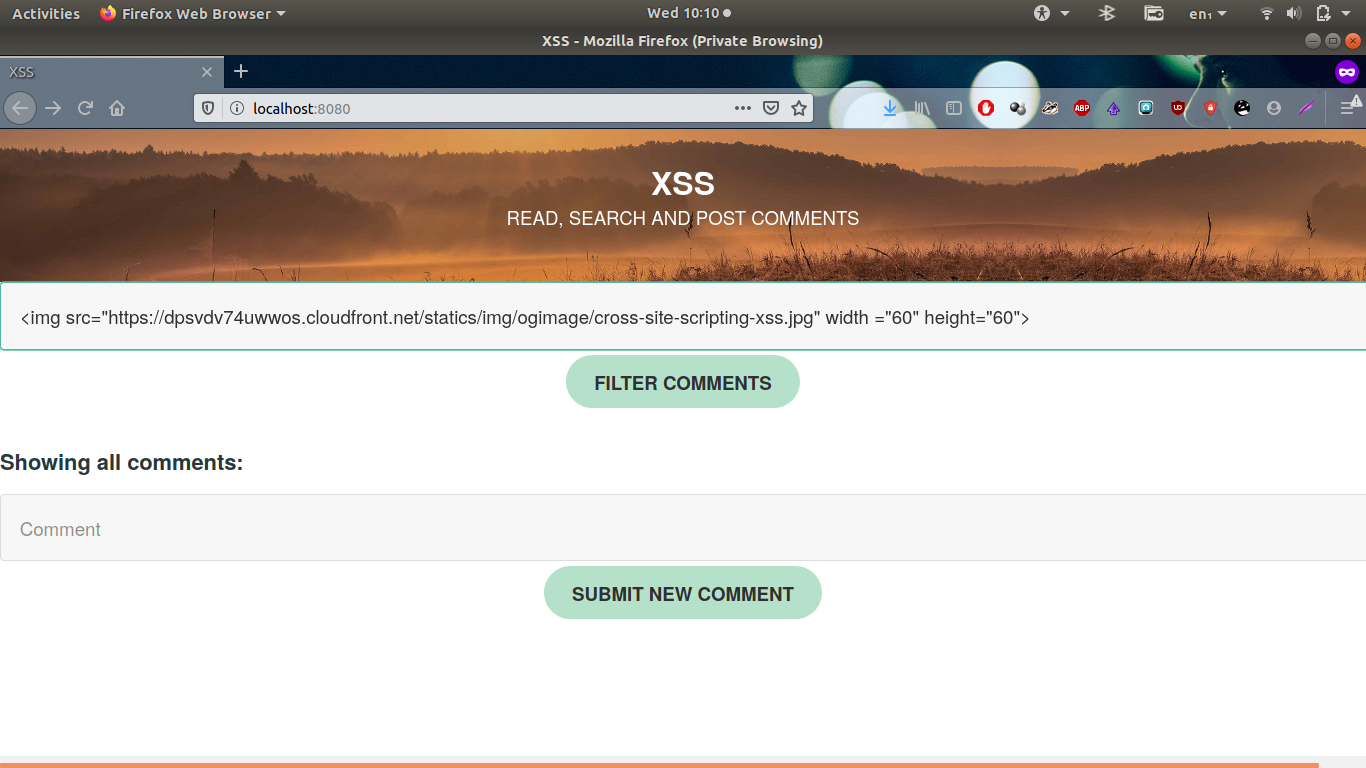 Activities Firefox Web Browser Wed 10:10 en₁
XSS - Mozilla Firefox (Private Browsing)
XSS
localhost:8080 ABP
XSS
READ, SEARCH AND POST COMMENTS
<img src="https://dpsvdv74uwwos.cloudfront.net/statics/img/ogimage/cross-site-scripting-xss.jpg" width ="60" height="60">
FILTER COMMENTS
Showing all comments:
Comment
SUBMIT NEW COMMENT